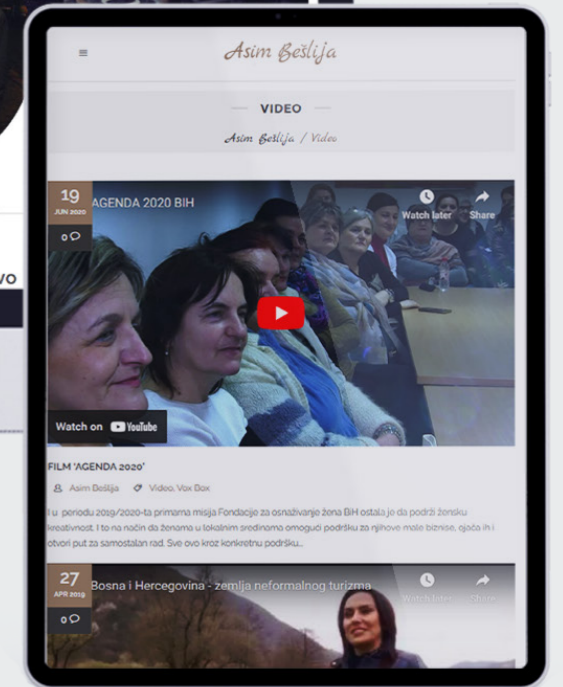 Asim Bešlija
VIDEO
Asim Bešlija / Video
19
JUN 2020
AGENDA 2020 BIH
Watch later
Share
0
Watch on YouTube
FILM 'AGENDA 2020'
Asim Bešlija Video, Vox Box
I u periodu 2019/2020-ta primarna misija Fondacije za osnaživanje žena BiH ostala je da podrži žensku
kreativnost. I to na način da ženama u lokalnim sredinama omogući podršku za njihove male biznise, ojača ih i
otvori put za samostalan rad. Sve ovo kroz konkretnu podršku...
27
APR 2019
Bosna i Hercegovina - zemlja neformalnog turizma
Watch later
Share
0
VO